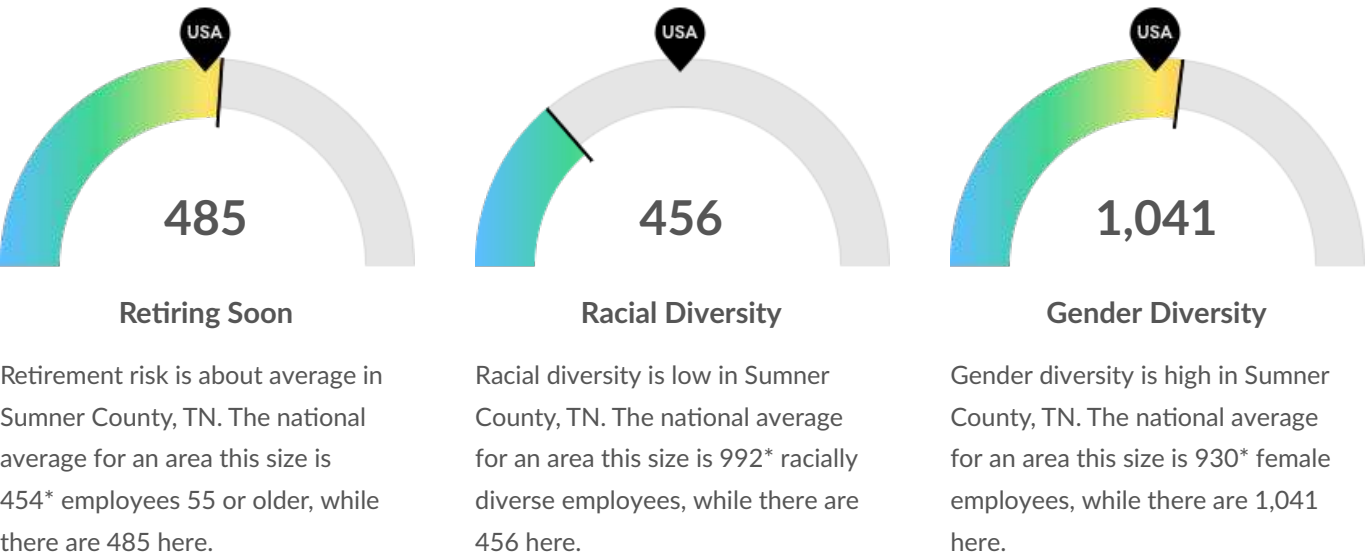 USA
485
Retiring Soon
Retirement risk is about average in
Sumner County, TN. The national
average for an area this size is
454* employees 55 or older, while
there are 485 here.
USA
456
Racial Diversity
Racial diversity is low in Sumner
County, TN. The national average
for an area this size is 992* racially
diverse employees, while there are
456 here.
USA
1,041
Gender Diversity
Gender diversity is high in Sumner
County, TN. The national average
for an area this size is 930* female
employees, while there are 1,041
here.